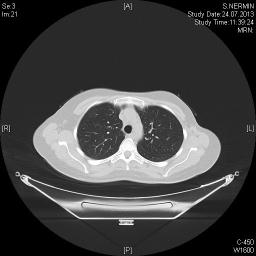 Se:3
Im:21
[A]
S.NERMIN
Study Date:24.07.2013
Study Time:11:39:24
MRN:
[R]
[L]
[P]
C-450
W1600